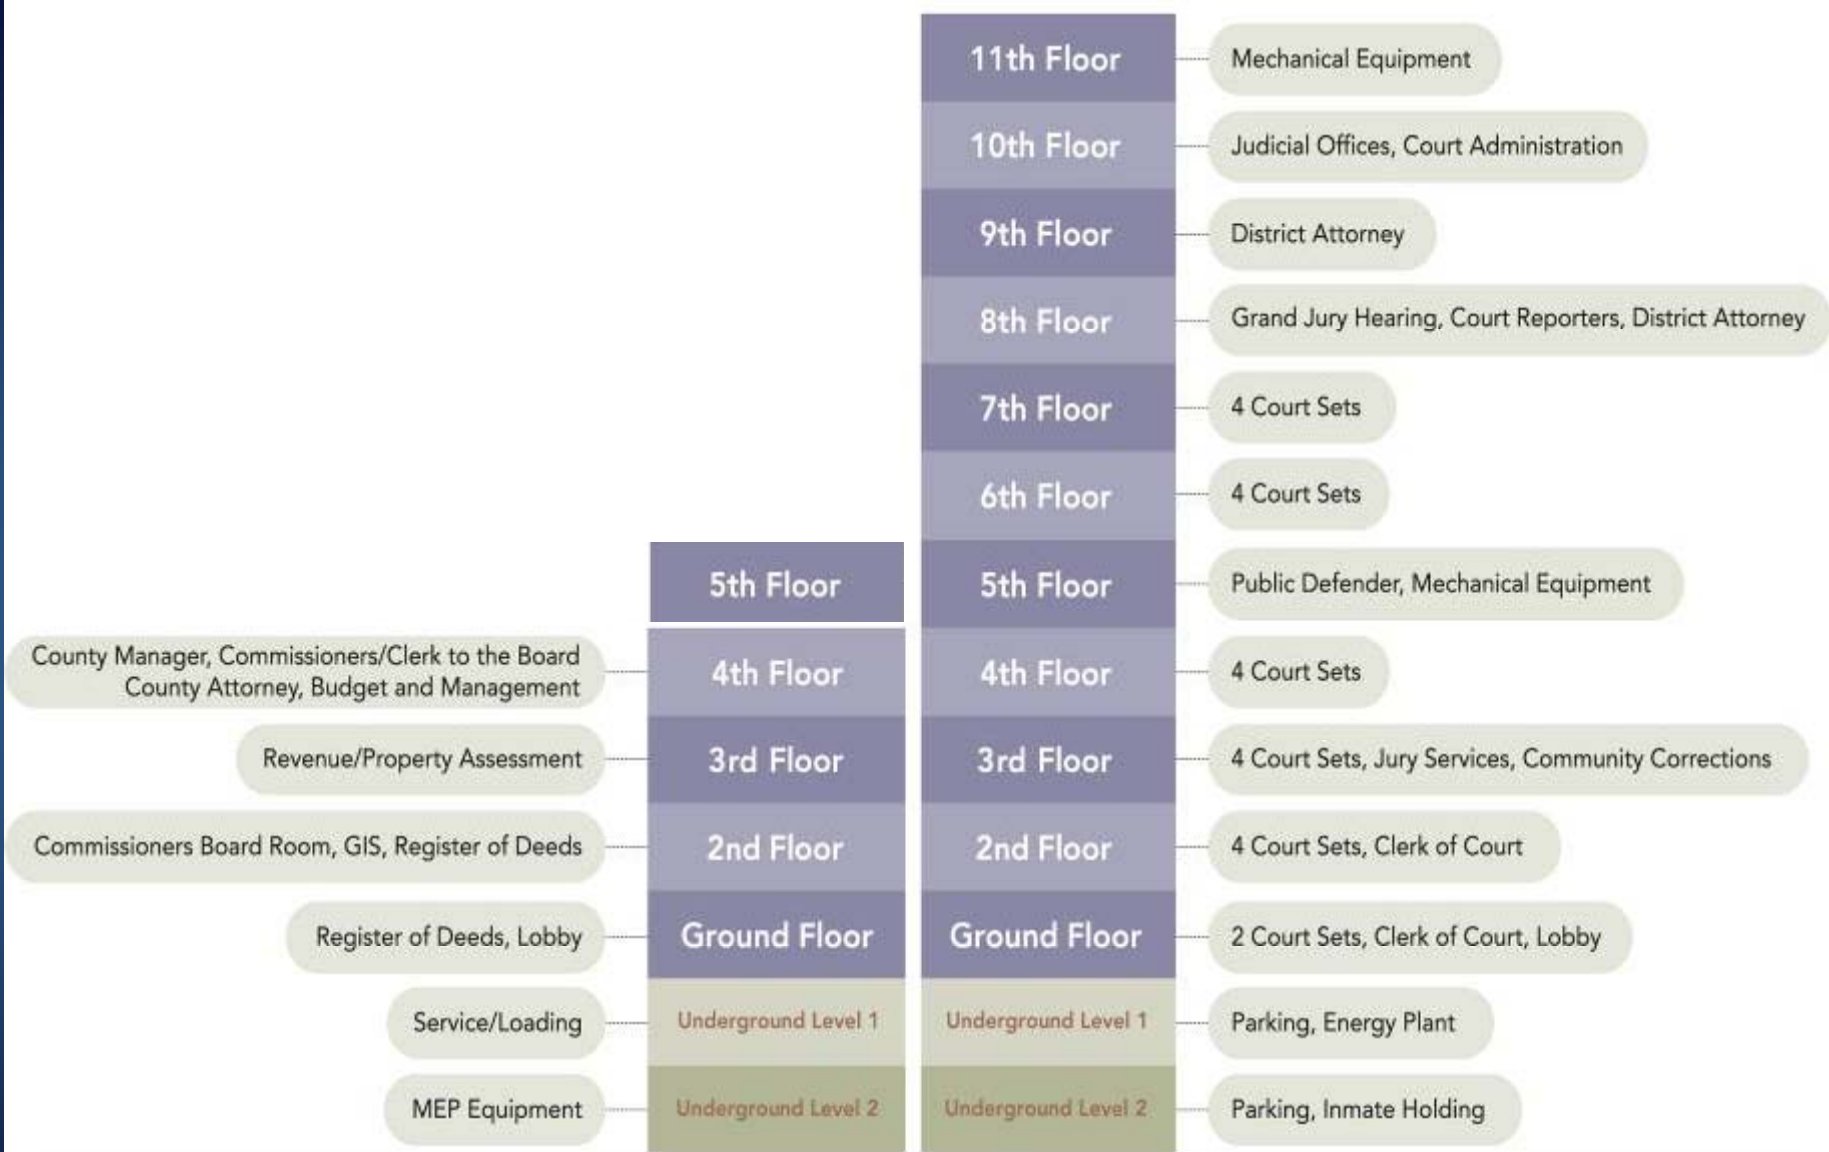 11th Floor
Mechanical Equipment
10th Floor
Judicial Offices, Court Administration
9th Floor
District Attorney
8th Floor
Grand Jury Hearing, Court Reporters, District Attorney
7th Floor
4 Court Sets
6th Floor
4 Court Sets
5th Floor
5th Floor
Public Defender, Mechanical Equipment
County Manager, Commissioners/Clerk to the Board
County Attorney, Budget and Management
4th Floor
4th Floor
4 Court Sets
Revenue/Property Assessment
3rd Floor
3rd Floor
4 Court Sets, Jury Services, Community Corrections
Commissioners Board Room, GIS, Register of Deeds
2nd Floor
2nd Floor
4 Court Sets, Clerk of Court
Register of Deeds, Lobby
Ground Floor
Ground Floor
2 Court Sets, Clerk of Court, Lobby
Service/Loading
Underground Level 1
Underground Level 1
Parking, Energy Plant
MEP Equipment
Underground Level 2
Underground Level 2
Parking, Inmate Holding